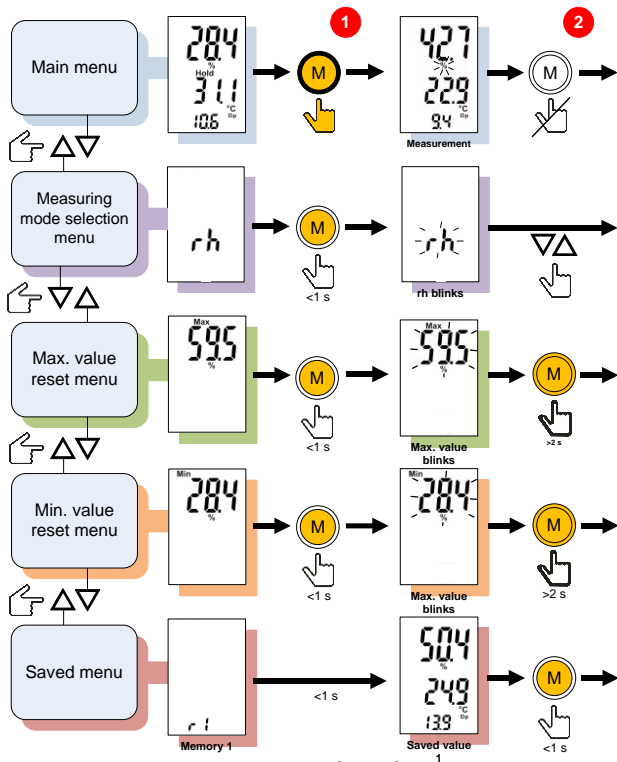 1
2
Main menu
28.4
%
Hold
31.1
°C
Dp
10.6
M
42.7
%
22.9
°C
Dp
9.4
Measurement
M
Measuring
mode selection
menu
rh
M
<1 s
rh
rh blinks
Max. value
reset menu
Max
59.5
%
M
<1 s
Max
59.5
%
Max. value
blinks
M
>2 s
Min. value
reset menu
Min
28.4
%
M
<1 s
Min
28.4
%
Max. value
blinks
M
>2 s
Saved menu
r1
Memory 1
<1 s
50.4
%
24.9
°C
Dp
13.9
Saved value
1
M
<1 s